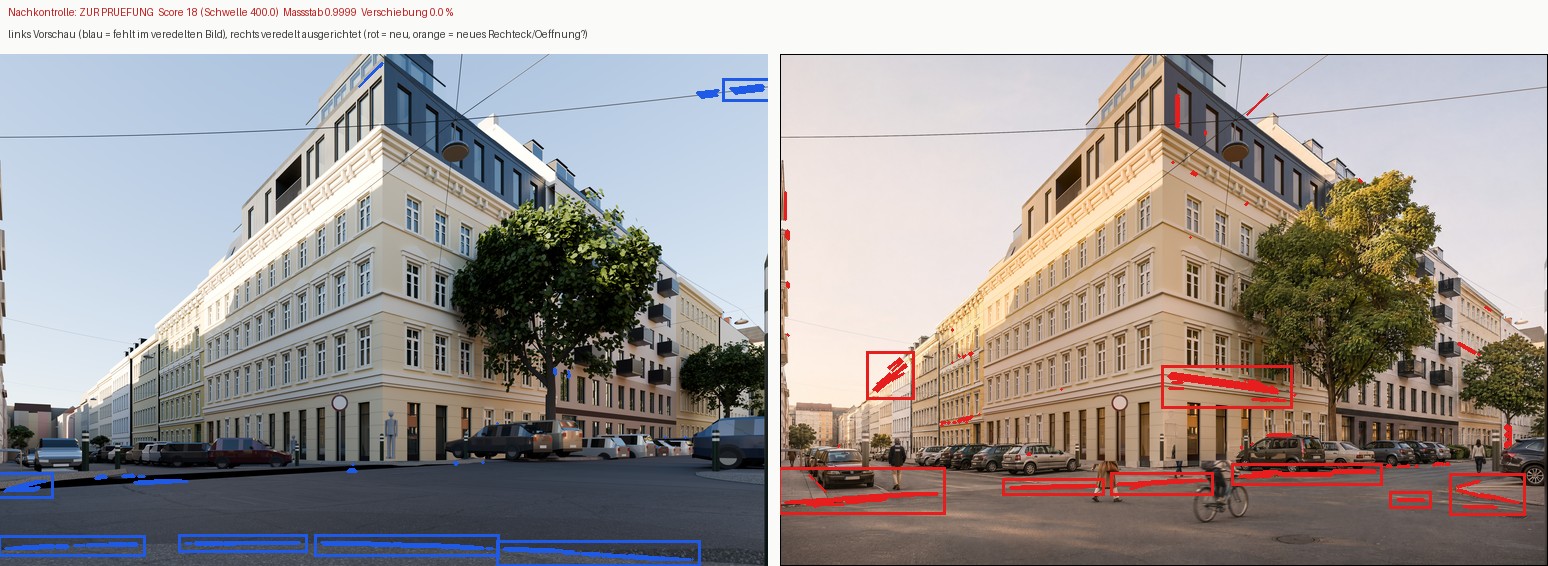 Nachkontrolle: ZUR PRUEFUNG Score 18 (Schwelle 400.0) Massstab 0.9999 Verschiebung 0.0 %
links Vorschau (blau = fehlt im veredelten Bild), rechts veredelt ausgerichtet (rot = neu, orange = neues Rechteck/Oeffnung?)